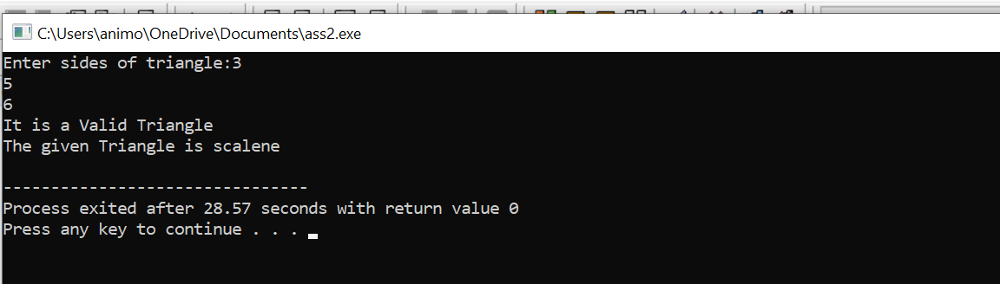 C:\Users\animo\OneDrive\Documents\ass2.exe
Enter sides of triangle:3
5
6
It is a Valid Triangle
The given Triangle is scalene
--------------------------------
Process exited after 28.57 seconds with return value 0
Press any key to continue . . .